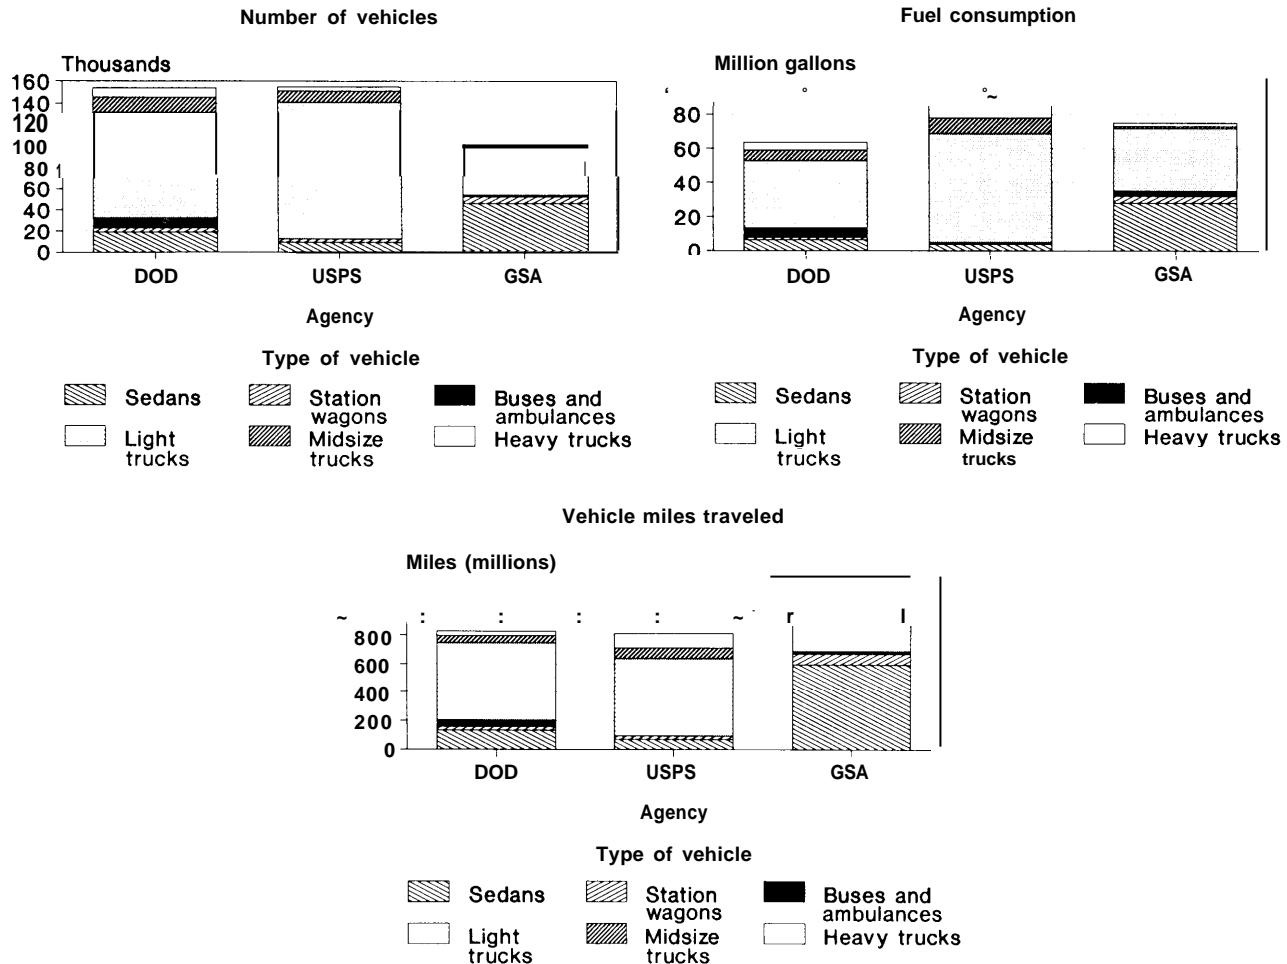 Number of vehicles
Thousands
160
140
120
100
80
60
40
20
0
DOD USPS GSA
Agency
Type of vehicle
Sedans
Station
wagons
Buses and
ambulances
Light
trucks
Midsize
trucks
Heavy trucks
Fuel consumption
Million gallons
80
60
40
20
0
DOD USPS GSA
Agency
Type of vehicle
Sedans
Station
wagons
Buses and
ambulances
Light
trucks
Midsize
trucks
Heavy trucks
Vehicle miles traveled
Miles (millions)
~ : : : : ~ r l
800
600
400
200
0
DOD USPS GSA
Agency
Type of vehicle
Sedans
Station
wagons
Buses and
ambulances
Light
trucks
Midsize
trucks
Heavy trucks